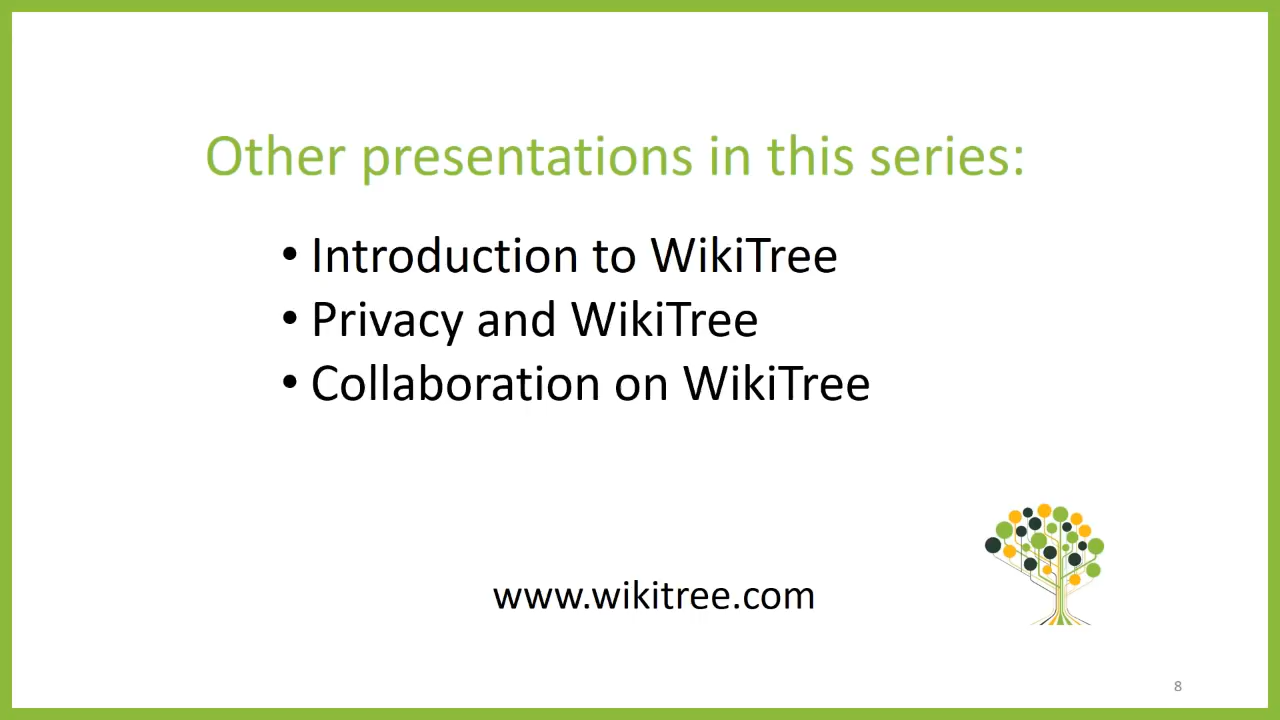 Other presentations in this series:
• Introduction to WikiTree
• Privacy and WikiTree
• Collaboration on WikiTree
www.wikitree.com
8